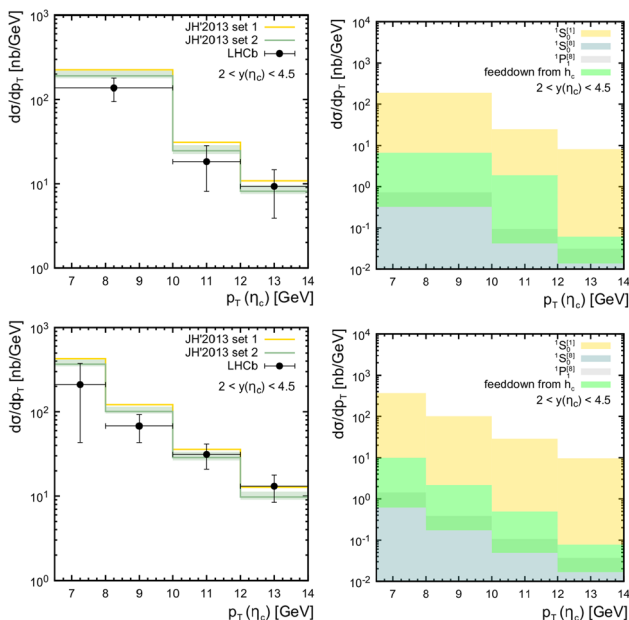 dσ/dpT [nb/GeV]
10³
10²
10¹
10⁰
JH'2013 set 1
JH'2013 set 2
LHCb
2 < y(ηc) < 4.5
7 8 9 10 11 12 13 14
pT (ηc) [GeV]
dσ/dpT [nb/GeV]
10⁴
10³
10²
10¹
10⁰
10⁻¹
10⁻²
¹S₀[1]
¹S₀[8]
¹P₁[8]
feeddown from hc
2 < y(ηc) < 4.5
7 8 9 10 11 12 13 14
pT (ηc) [GeV]
dσ/dpT [nb/GeV]
10³
10²
10¹
10⁰
JH'2013 set 1
JH'2013 set 2
LHCb
2 < y(ηc) < 4.5
7 8 9 10 11 12 13 14
pT (ηc) [GeV]
dσ/dpT [nb/GeV]
10⁴
10³
10²
10¹
10⁰
10⁻¹
10⁻²
¹S₀[1]
¹S₀[8]
¹P₁[8]
feeddown from hc
2 < y(ηc) < 4.5
7 8 9 10 11 12 13 14
pT (ηc) [GeV]